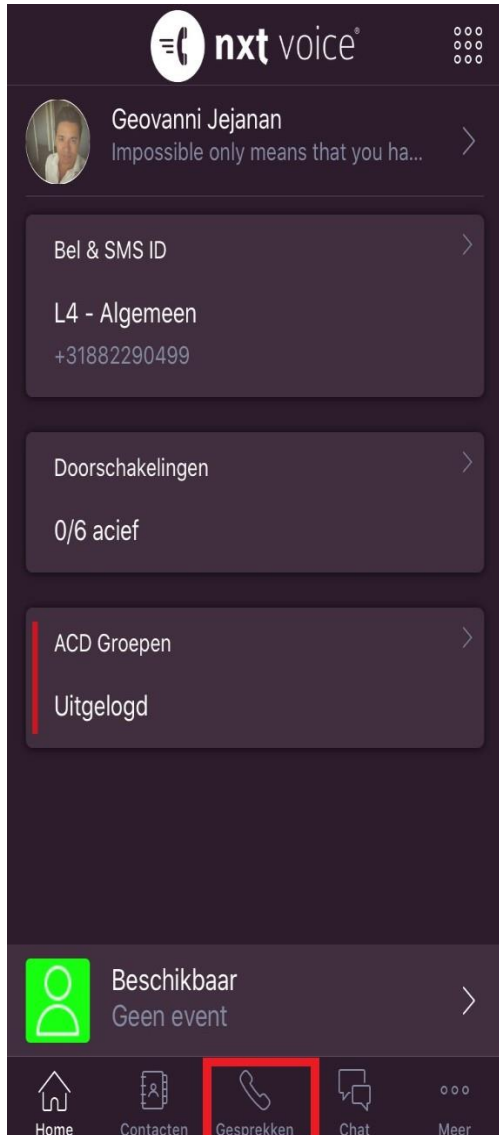 nxt voice®
Geovanni Jejanan
Impossible only means that you ha...
Bel & SMS ID
L4 - Algemeen
+31882290499
Doorschakelingen
0/6 acief
ACD Groepen
Uitgelogd
Beschikbaar
Geen event
Home Contacten Gesprekken Chat Meer